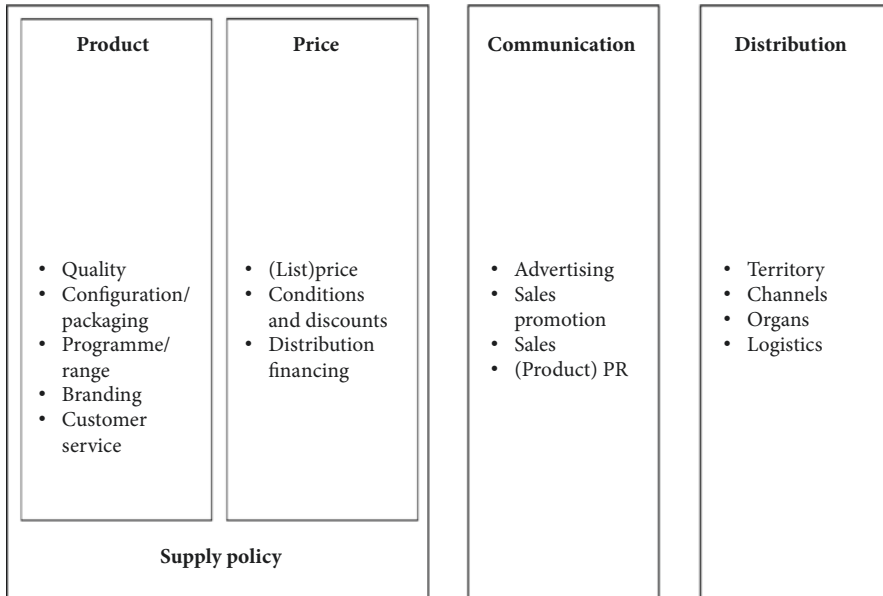 Product
• Quality
• Configuration/
packaging
• Programme/
range
• Branding
• Customer
service
Price
• (List)price
• Conditions
and discounts
• Distribution
financing
Supply policy
Communication
• Advertising
• Sales
promotion
• Sales
• (Product) PR
Distribution
• Territory
• Channels
• Organs
• Logistics